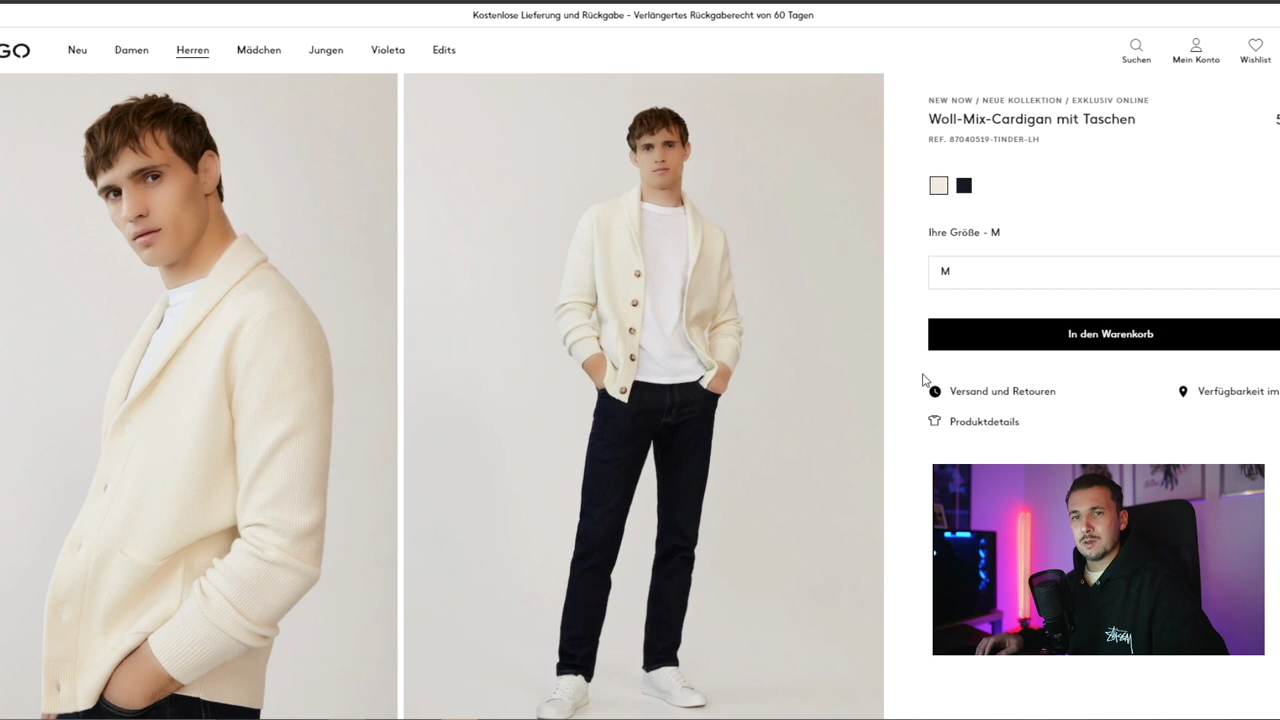 Kostenlose Lieferung und Rückgabe - Verlängertes Rückgaberecht von 60 Tagen
GO
Neu Damen Herren Mädchen Jungen Violeta Edits
Suchen Mein Konto Wishlist
NEW NOW / NEUE KOLLEKTION / EXKLUSIV ONLINE
Woll-Mix-Cardigan mit Taschen
REF. 87040519-TINDER-LH
Ihre Größe - M
M
In den Warenkorb
Versand und Retouren
Verfügbarkeit im
Produktdetails
STÜSSY